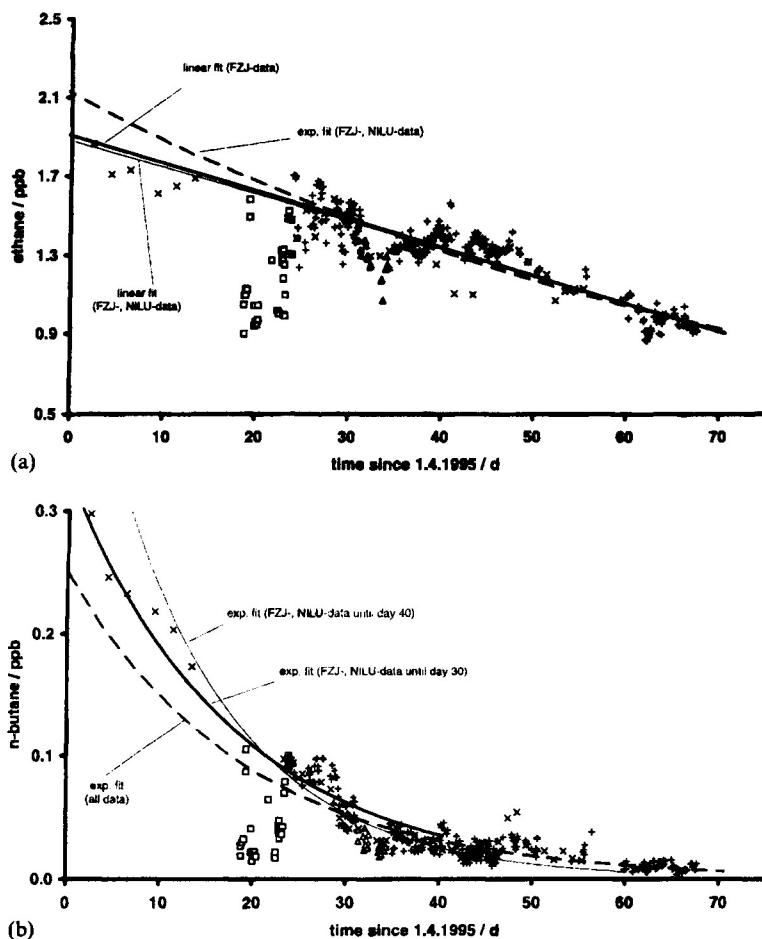 2.5
linear fit (FZJ-data)
2.1
exp. fit (FZJ-, NILU-data)
ethane / ppb
1.7
1.3
linear fit
(FZJ-, NILU-data)
0.9
0.5
0 10 20 30 40 50 60 70
(a)
time since 1.4.1995 / d
0.3
exp. fit (FZJ-, NILU-data until day 40)
0.2
n-butane / ppb
exp. fit (FZJ-, NILU-data until day 30)
0.1
exp. fit
(all data)
0.0
0 10 20 30 40 50 60 70
(b)
time since 1.4.1995 / d